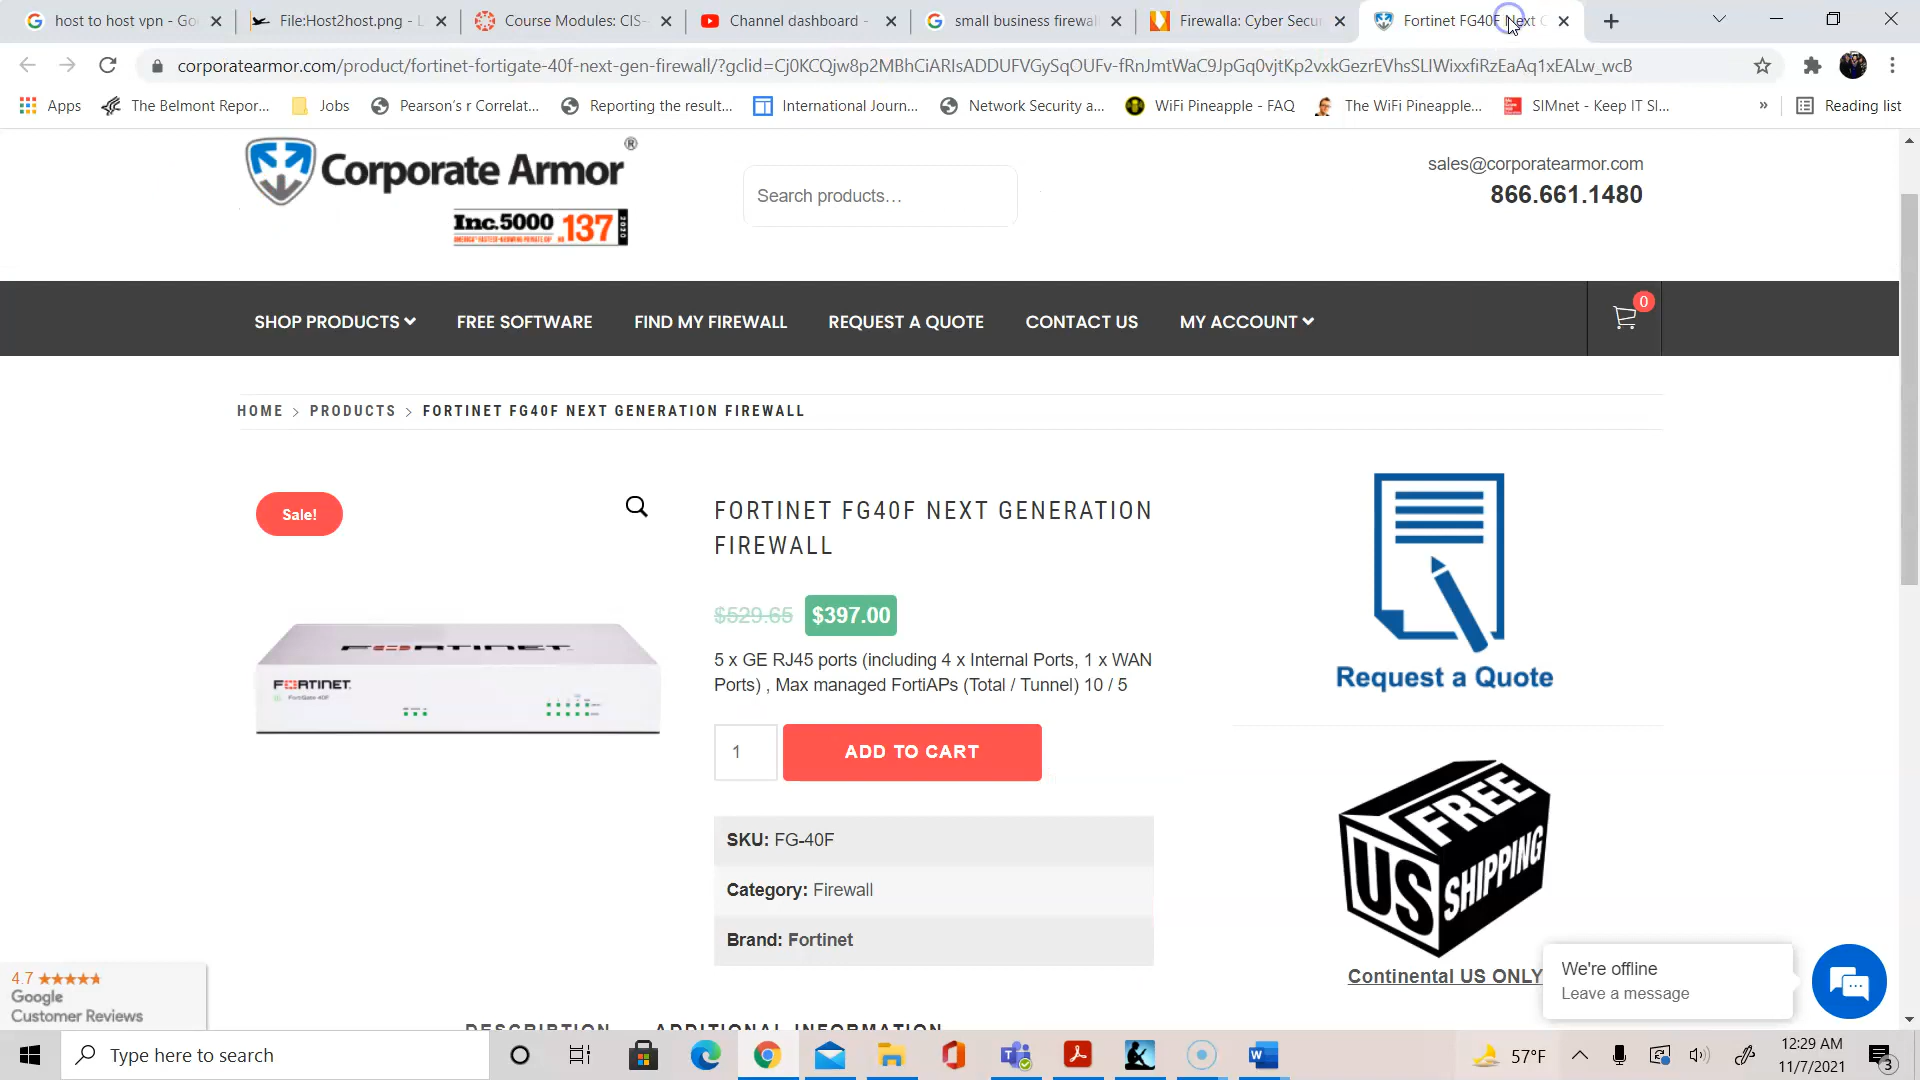 host to host vpn - Go
File:Host2host.png - L
Course Modules: CIS-
Channel dashboard -
small business firewal
Firewalla: Cyber Secu
Fortinet FG40F Next G
corporatearmor.com/product/fortinet-fortigate-40f-next-gen-firewall/?gclid=Cj0KCQjw8p2MBhCiARIsADDUFVGySqOUFv-fRnJmtWaC9JpGq0vjtKp2vxkGezrEVhsSLIWixxfiRzEaAq1xEALw_wcB
Apps
The Belmont Repor...
Jobs
Pearson's r Correlat...
Reporting the result...
International Journ...
Network Security a...
WiFi Pineapple - FAQ
The WiFi Pineapple...
SIMnet - Keep IT SI...
»
Reading list
Corporate Armor ®
Inc.5000 137
Search products...
sales@corporatearmor.com
866.661.1480
SHOP PRODUCTS
FREE SOFTWARE
FIND MY FIREWALL
REQUEST A QUOTE
CONTACT US
MY ACCOUNT
0
HOME > PRODUCTS > FORTINET FG40F NEXT GENERATION FIREWALL
Sale!
FORTINET
FORTINET
FortiGate 40F
FORTINET FG40F NEXT GENERATION
FIREWALL
$529.65 $397.00
5 x GE RJ45 ports (including 4 x Internal Ports, 1 x WAN
Ports) , Max managed FortiAPs (Total / Tunnel) 10 / 5
1
ADD TO CART
SKU: FG-40F
Category: Firewall
Brand: Fortinet
Request a Quote
FREE
US
SHIPPING
Continental US ONLY
We're offline
Leave a message
4.7
Google
Customer Reviews
DESCRIPTION
ADDITIONAL INFORMATION
Type here to search
57°F
12:29 AM
11/7/2021
3